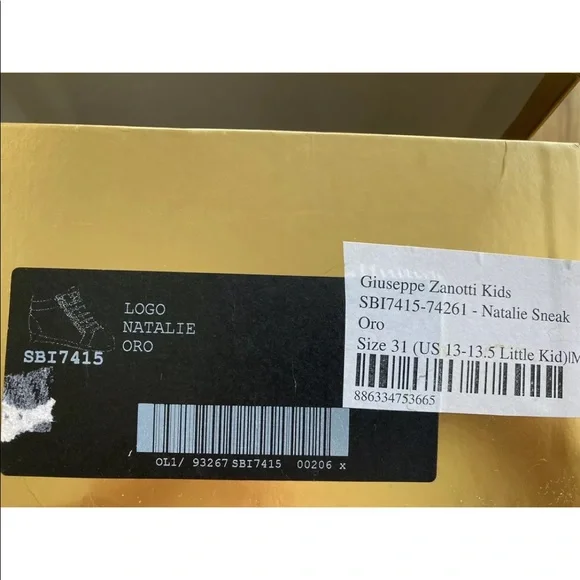 LOGO
NATALIE
ORO
SBI7415
OL1/ 93267 SBI7415 00206 x
Giuseppe Zanotti Kids
SBI7415-74261 - Natalie Sneak
Oro
Size 31 (US 13-13.5 Little Kid)|M
886334753665